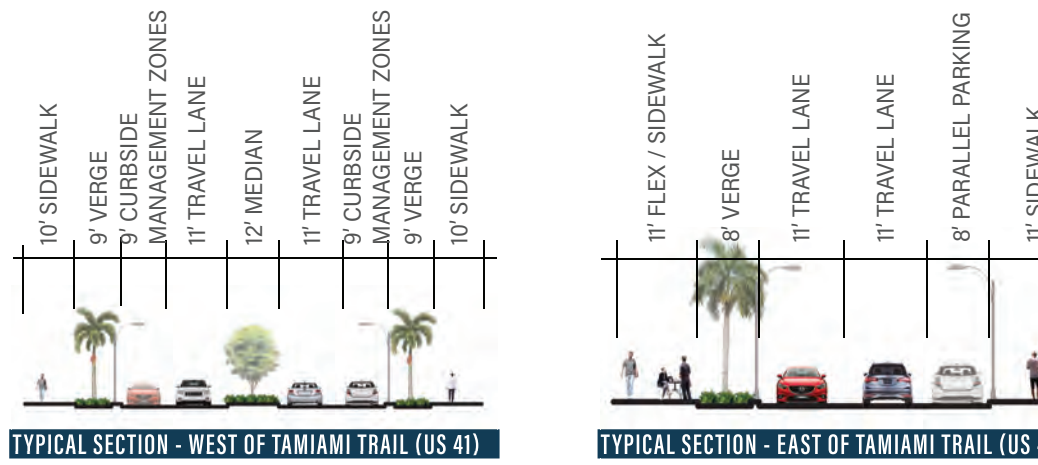 10' SIDEWALK
9' VERGE
9' CURBSIDE
MANAGEMENT ZONES
11' TRAVEL LANE
12' MEDIAN
11' TRAVEL LANE
9' CURBSIDE
MANAGEMENT ZONES
9' VERGE
10' SIDEWALK
TYPICAL SECTION - WEST OF TAMIAMI TRAIL (US 41)
11' FLEX / SIDEWALK
8' VERGE
11' TRAVEL LANE
11' TRAVEL LANE
8' PARALLEL PARKING
11' SIDEWALK
TYPICAL SECTION - EAST OF TAMIAMI TRAIL (US